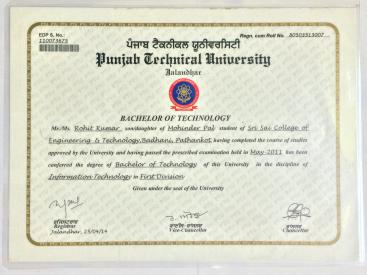 EDP S. No.:
110073673
Regn. cum Roll No. 80303313007
ਪੰਜਾਬ ਟੈਕਨੀਕਲ ਯੂਨੀਵਰਸਿਟੀ
Punjab Technical University
Jalandhar
BACHELOR OF TECHNOLOGY
Mr./Ms. Rohit Kumar son/daughter of Mohinder Pal student of Sri Sai College of
Engineering & Technology, Badhani, Pathankot having completed the course of studies
approved by the University and having passed the prescribed examination held in May-2011 has been
conferred the degree of Bachelor of Technology of this University in the discipline of
Information Technology in First Division
Given under the seal of the University
ਰਜਿਸਟਰਾਰ
Registrar
Jalandhar, 25/04/14
ਵਾਈਸ-ਚਾਂਸਲਰ
Vice-Chancellor
ਚਾਂਸਲਰ
Chancellor